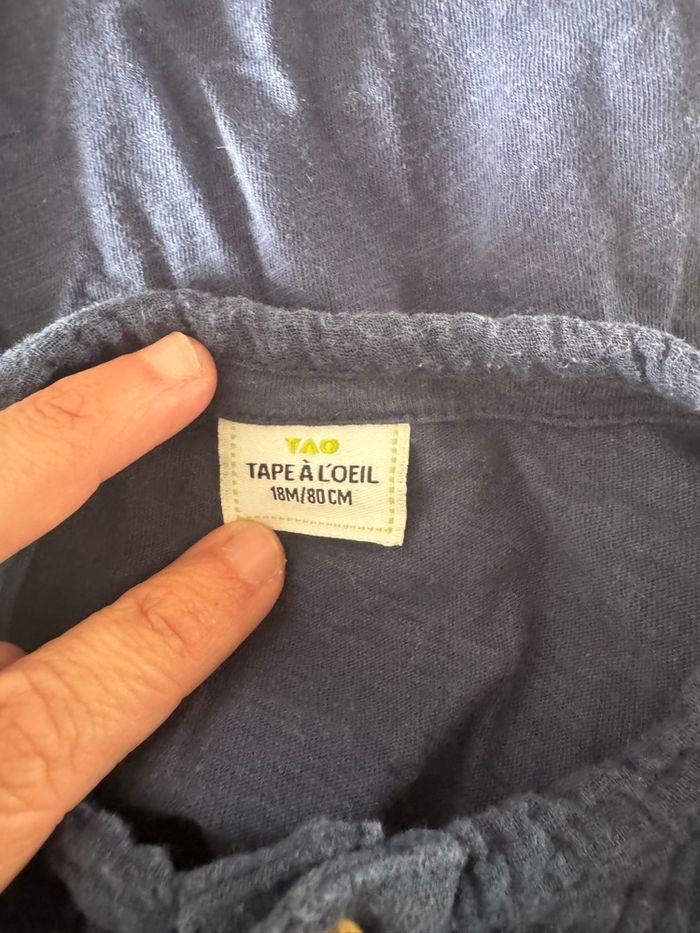 TAO
TAPE À L'OEIL
18M/80CM